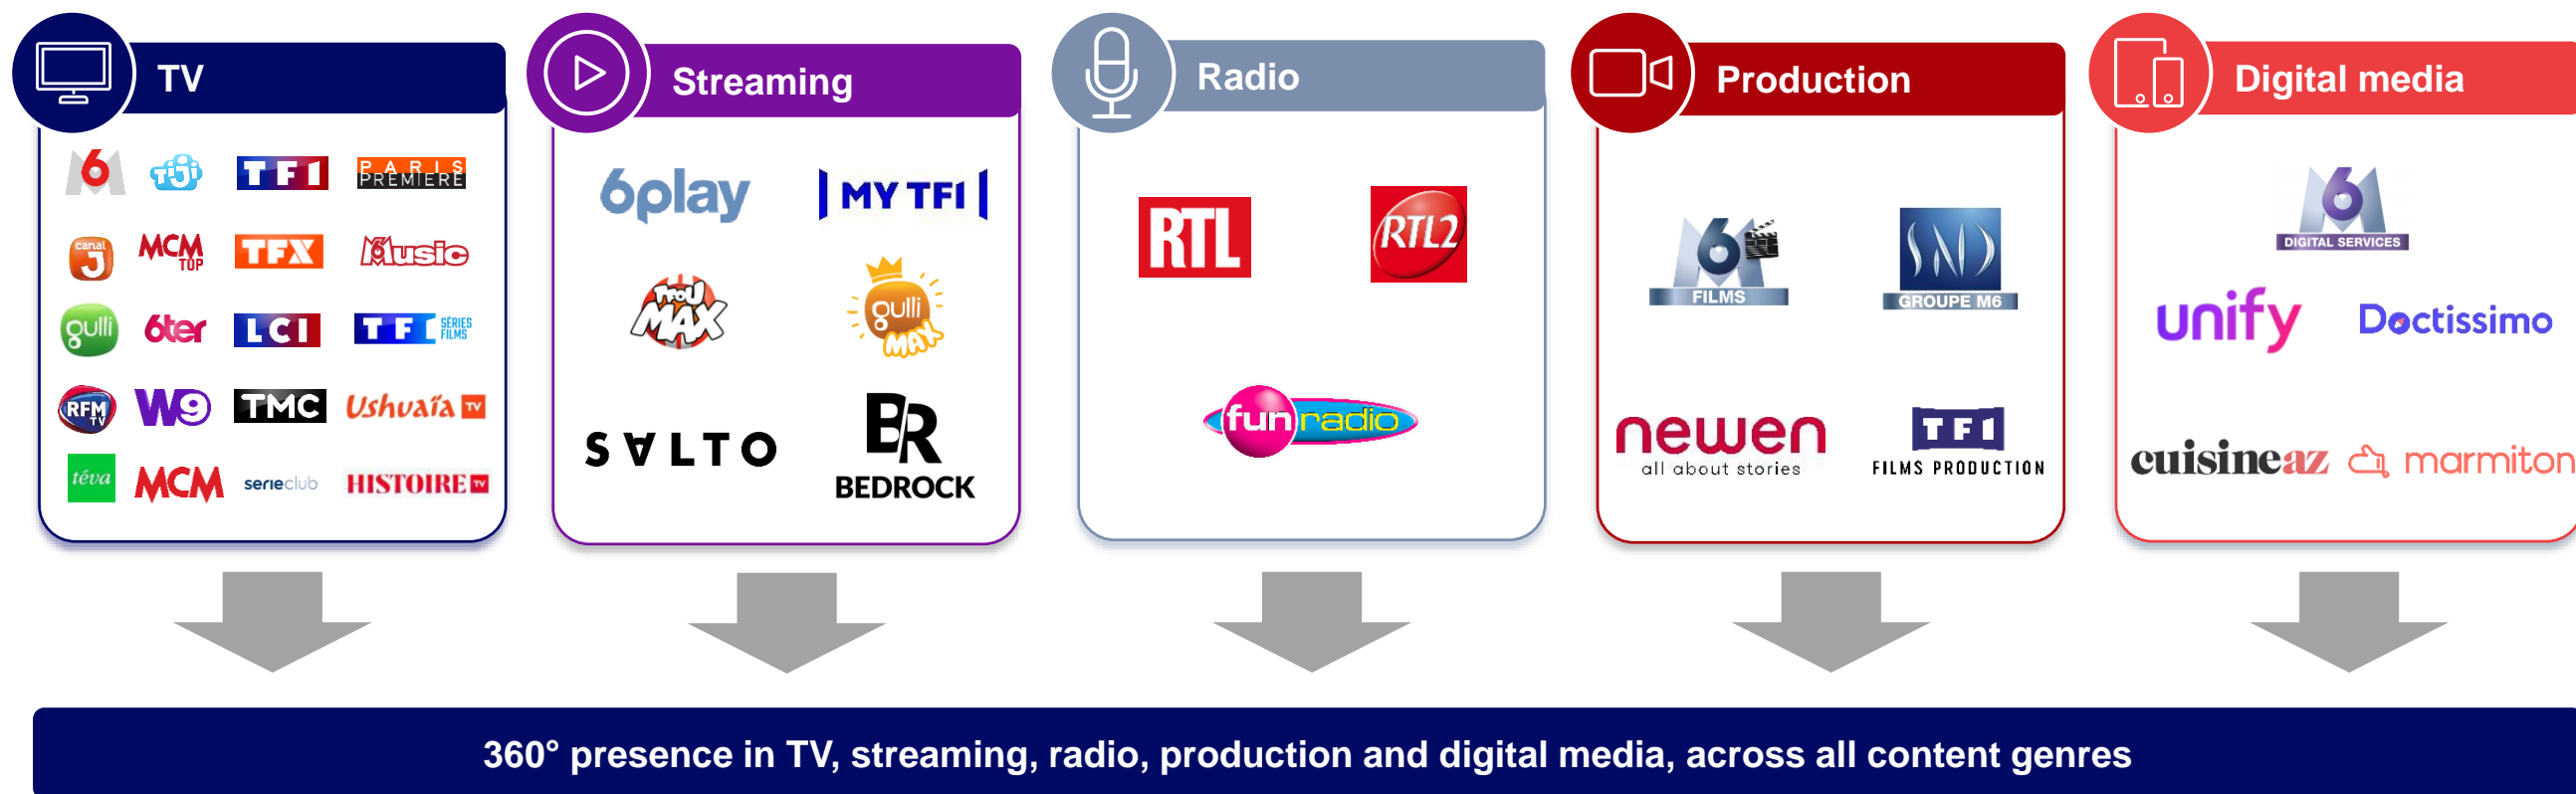 TV
M6
TiJi
TF1
PARIS
PREMIERE
canal
J
MCM
TOP
TFX
M6 Music
gulli
6ter
LCI
TF1 SÉRIES
FILMS
RFM
TV
W9
TMC
Ushuaïa TV
téva
MCM
serieclub
HISTOIRE TV
Streaming
6play
MY TF1
TFOU
MAX
gulli
MAX
SALTO
BR
BEDROCK
Radio
RTL
RTL2
fun radio
Production
M6
FILMS
SND
GROUPE M6
newen
all about stories
TF1
FILMS PRODUCTION
Digital media
M6
DIGITAL SERVICES
unify
Doctissimo
cuisineaz
marmiton
360° presence in TV, streaming, radio, production and digital media, across all content genres